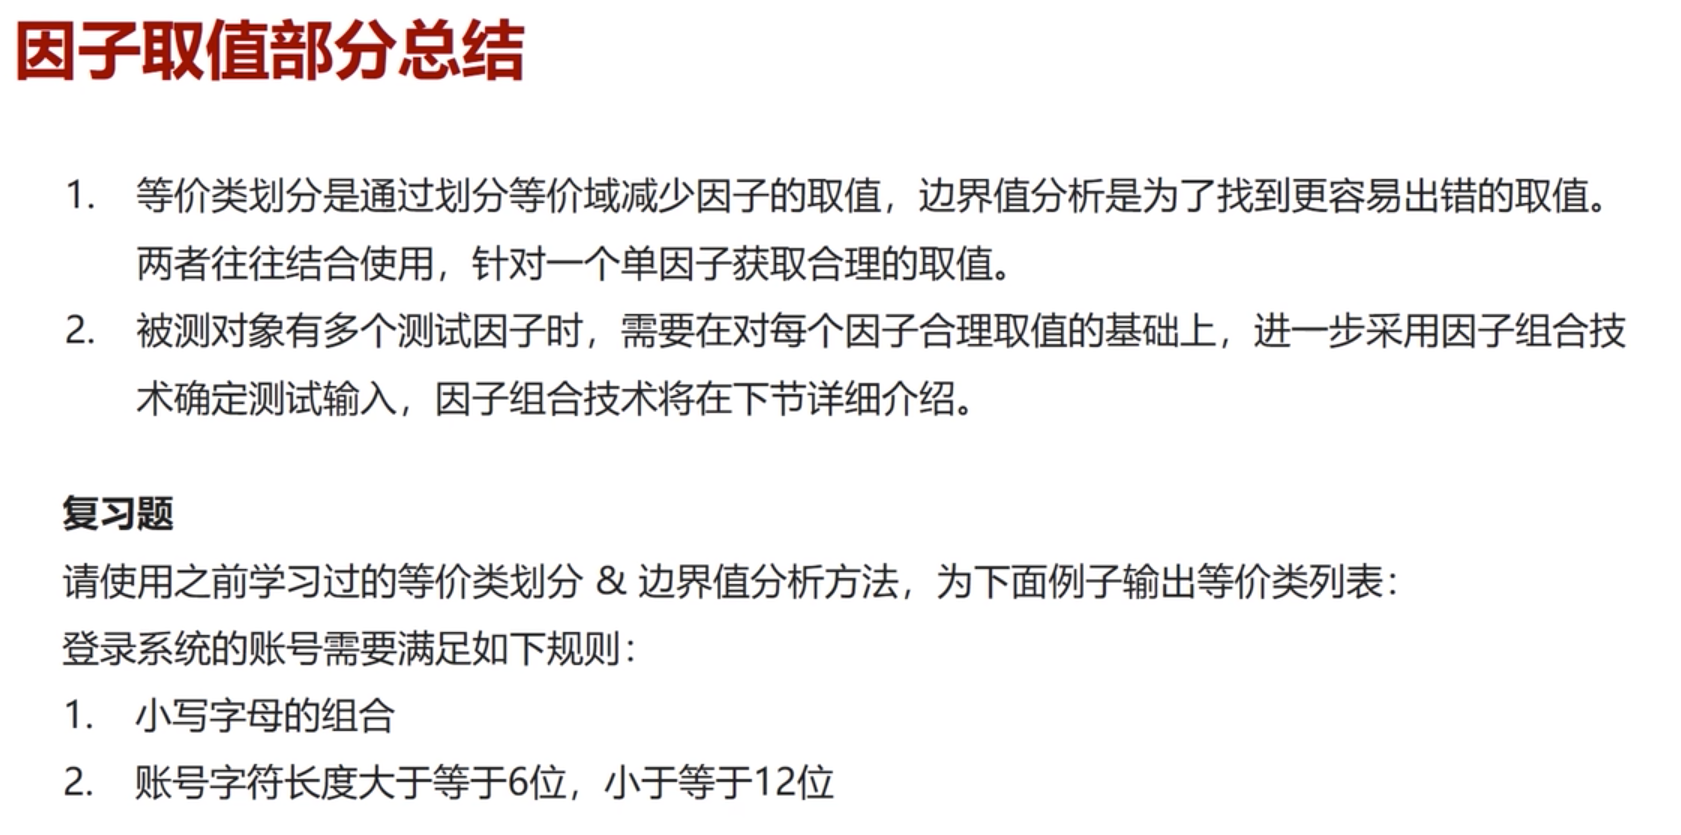 因子取值部分总结
1. 等价类划分是通过划分等价域减少因子的取值，边界值分析是为了找到更容易出错的取值。
两者往往结合使用，针对一个单因子获取合理的取值。
2. 被测对象有多个测试因子时，需要在对每个因子合理取值的基础上，进一步采用因子组合技
术确定测试输入，因子组合技术将在下节详细介绍。
复习题
请使用之前学习过的等价类划分 & 边界值分析方法，为下面例子输出等价类列表：
登录系统的账号需要满足如下规则：
1. 小写字母的组合
2. 账号字符长度大于等于6位，小于等于12位